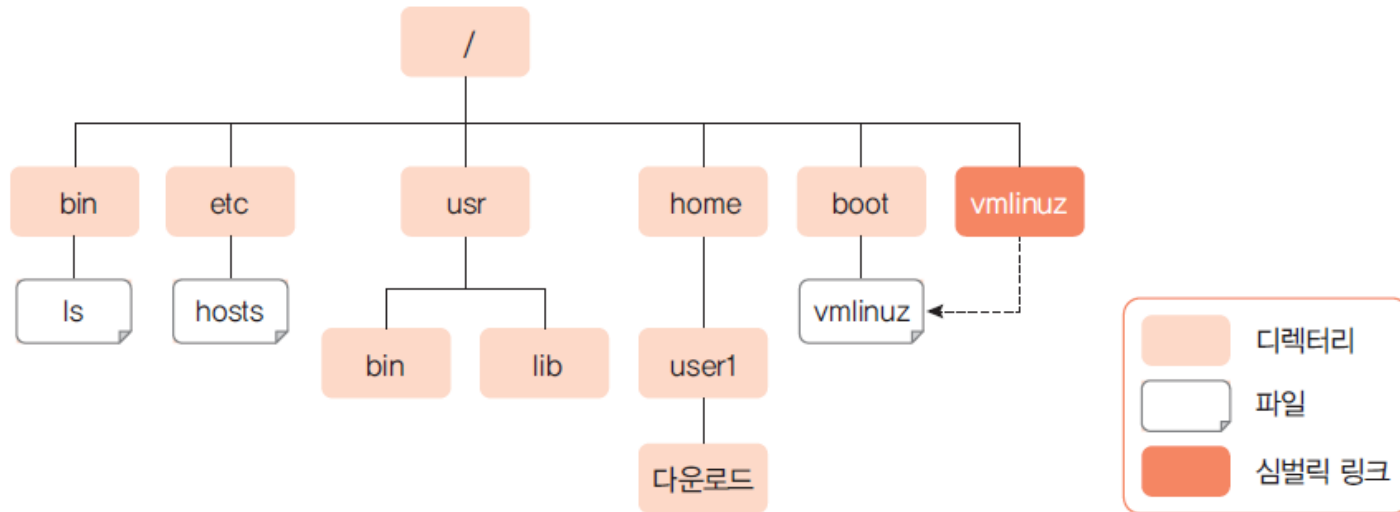 /
bin
etc
usr
home
boot
vmlinuz
ls
hosts
vmlinuz
bin
lib
user1
다운로드
디렉터리
파일
심벌릭 링크